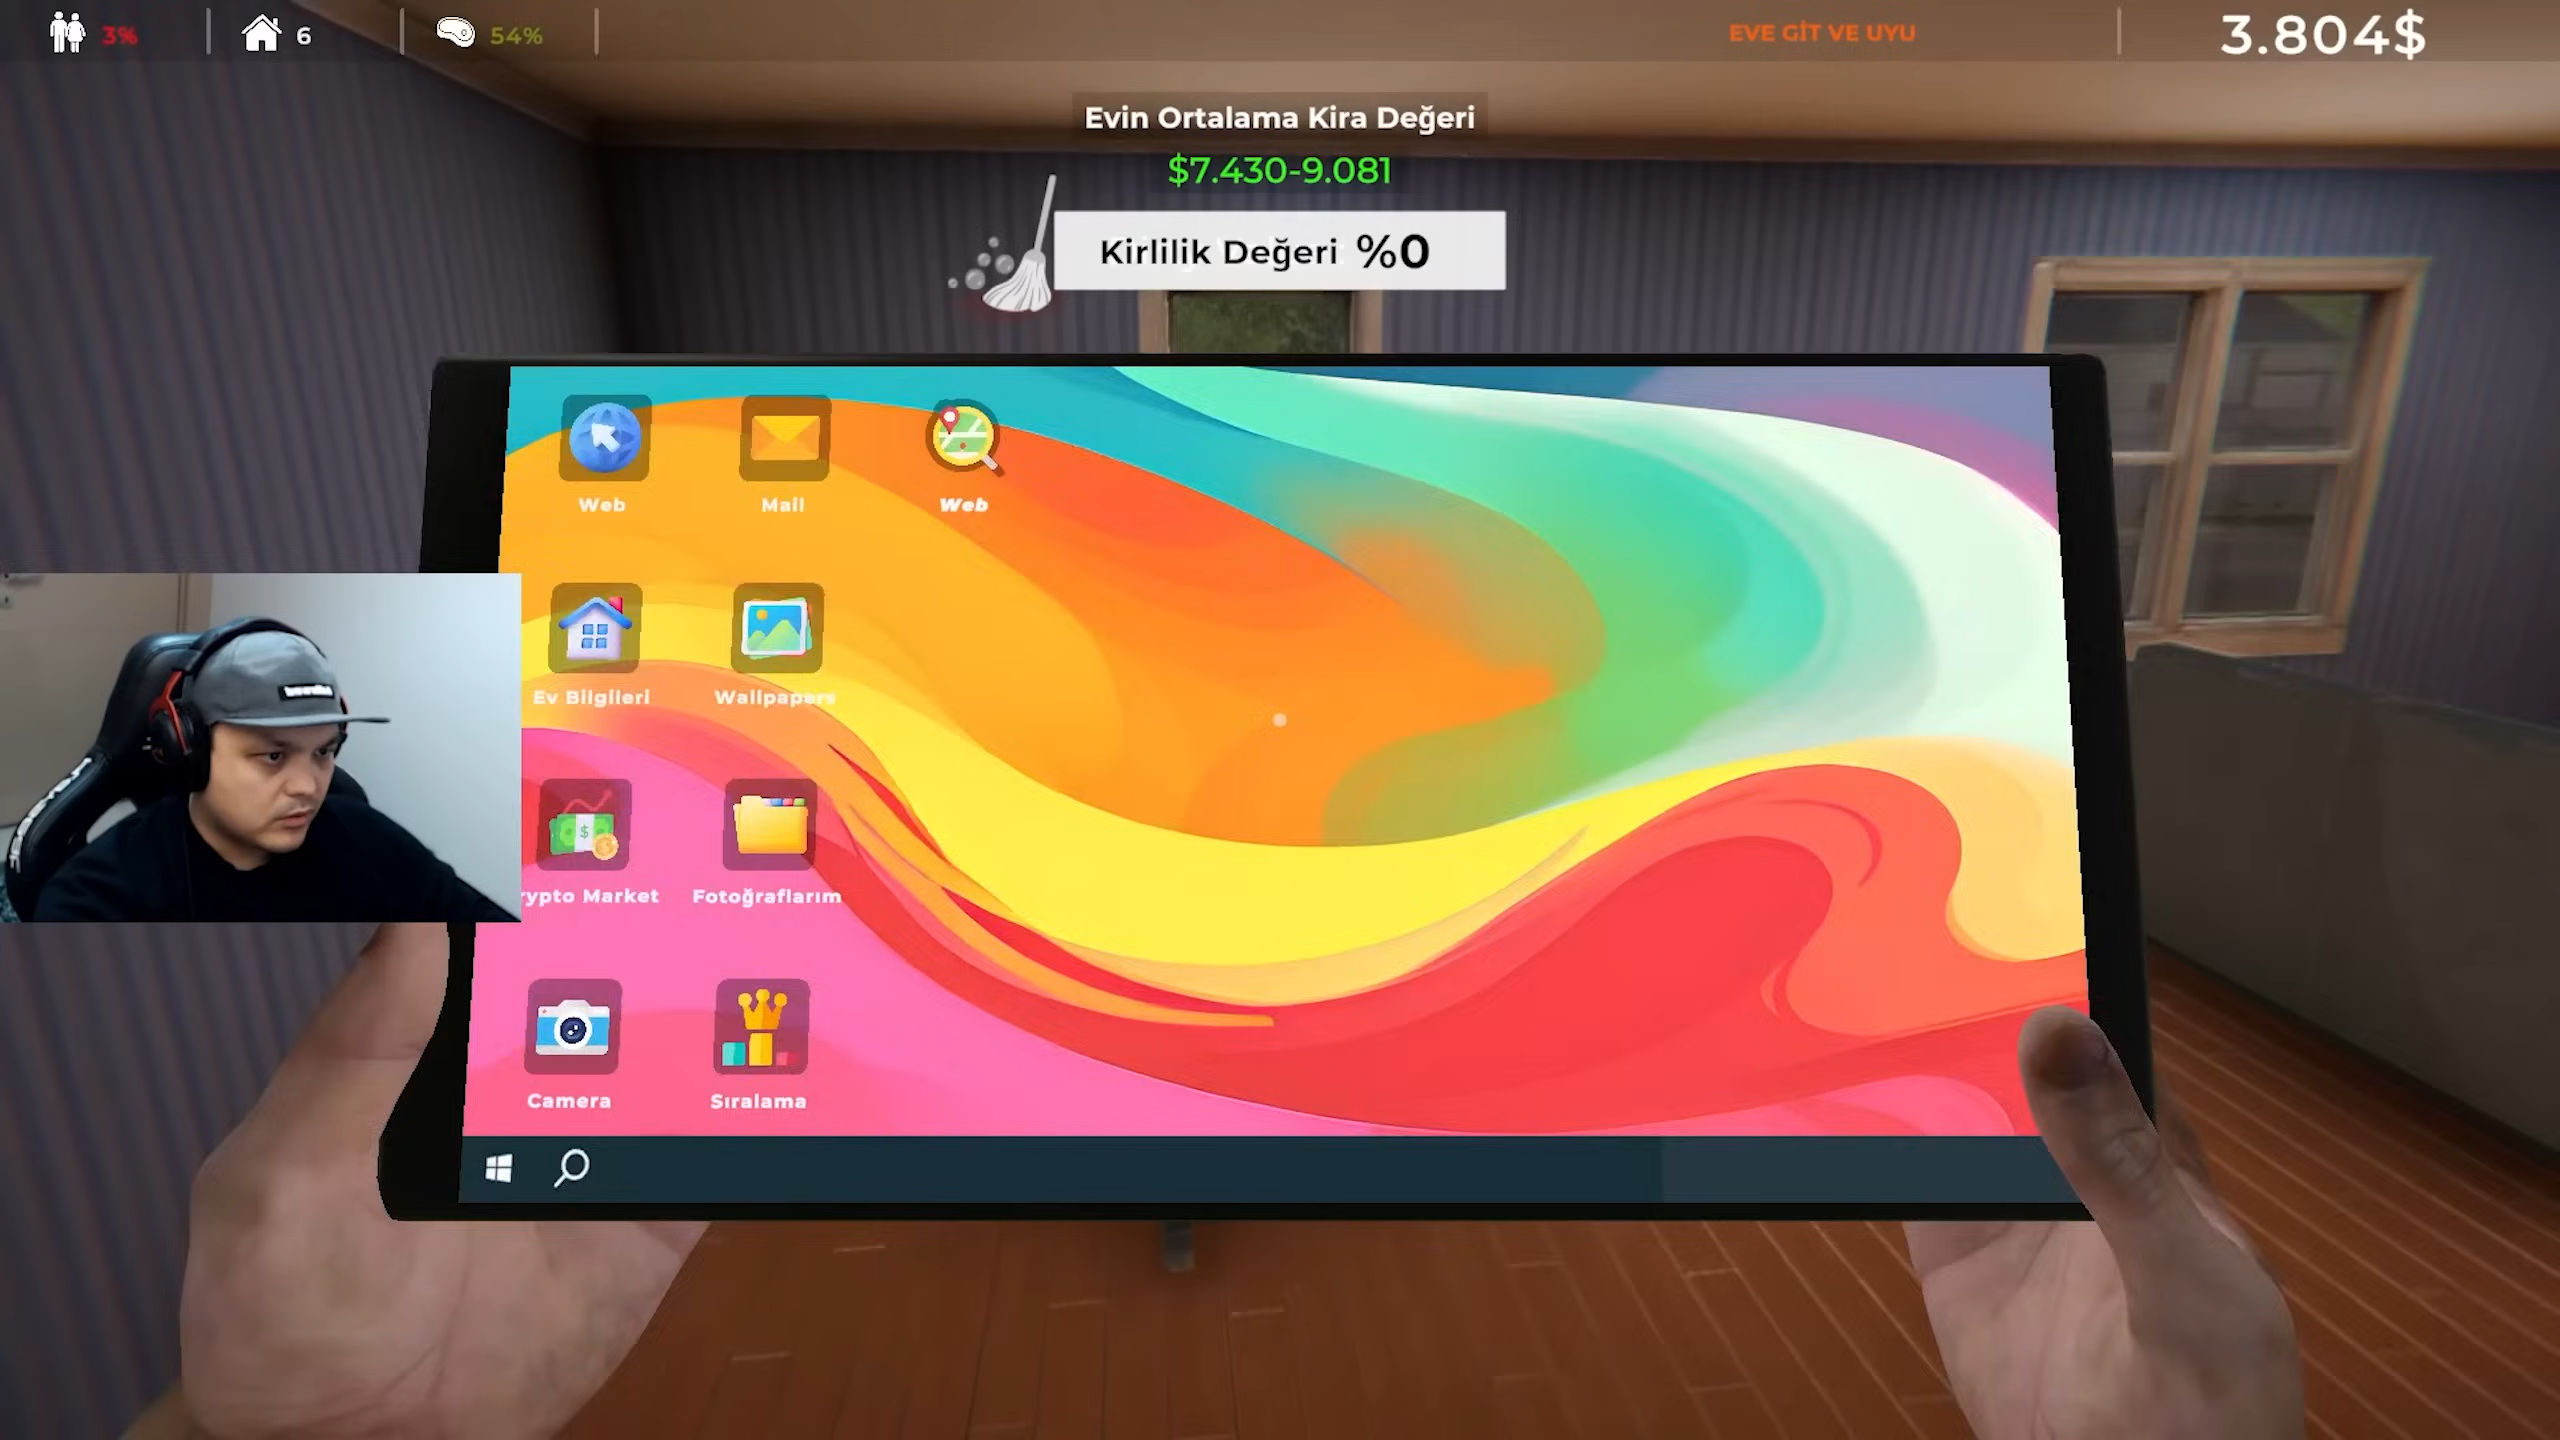 3%
6
54%
EVE GİT VE UYU
3.804$
Evin Ortalama Kira Değeri
$7.430-9.081
Kirlilik Değeri %0
Web
Mail
Web
Ev Bilgileri
Wallpapers
rypto Market
Fotoğraflarım
Camera
Sıralama